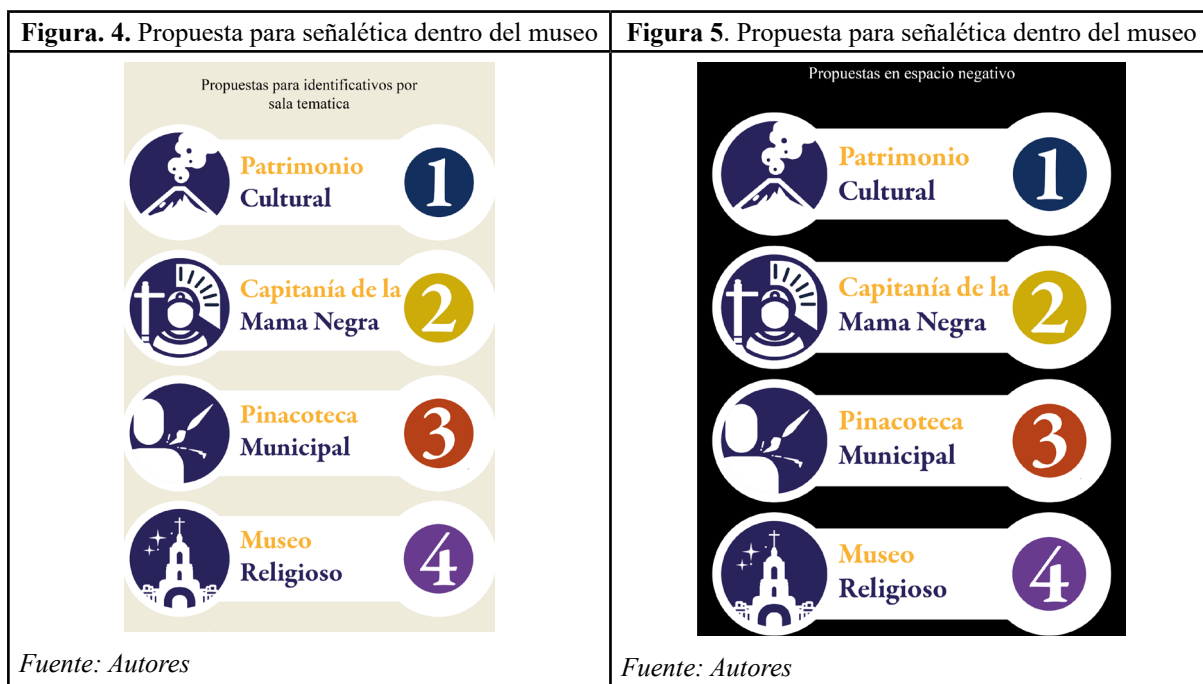 Figura. 4. Propuesta para señalética dentro del museo
Propuestas para identificativos por
sala tematica
Patrimonio
Cultural
1
Capitanía de la
Mama Negra
2
Pinacoteca
Municipal
3
Museo
Religioso
4
Fuente: Autores
Figura 5. Propuesta para señalética dentro del museo
Propuestas en espacio negativo
Patrimonio
Cultural
1
Capitanía de la
Mama Negra
2
Pinacoteca
Municipal
3
Museo
Religioso
4
Fuente: Autores